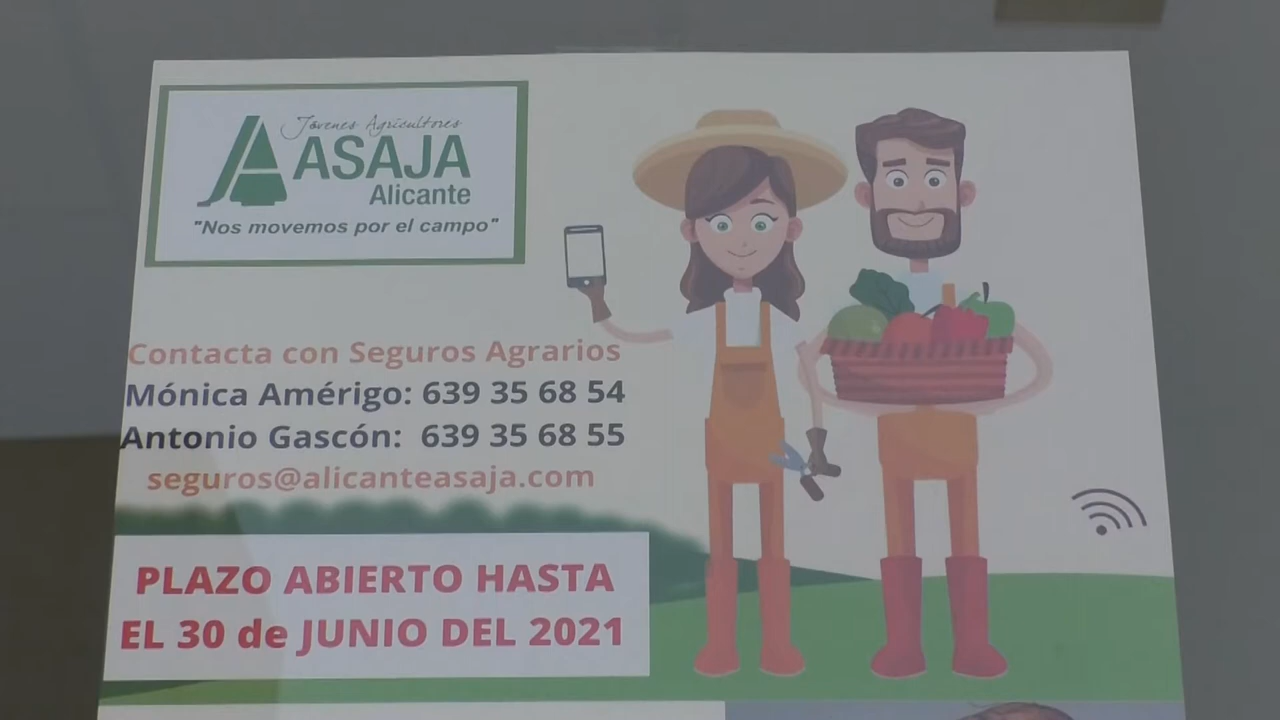 Jóvenes Agricultores
ASAJA
Alicante
"Nos movemos por el campo"
Contacta con Seguros Agrarios
Mónica Amérigo: 639 35 68 54
Antonio Gascón: 639 35 68 55
seguros@alicanteasaja.com
PLAZO ABIERTO HASTA
EL 30 de JUNIO DEL 2021